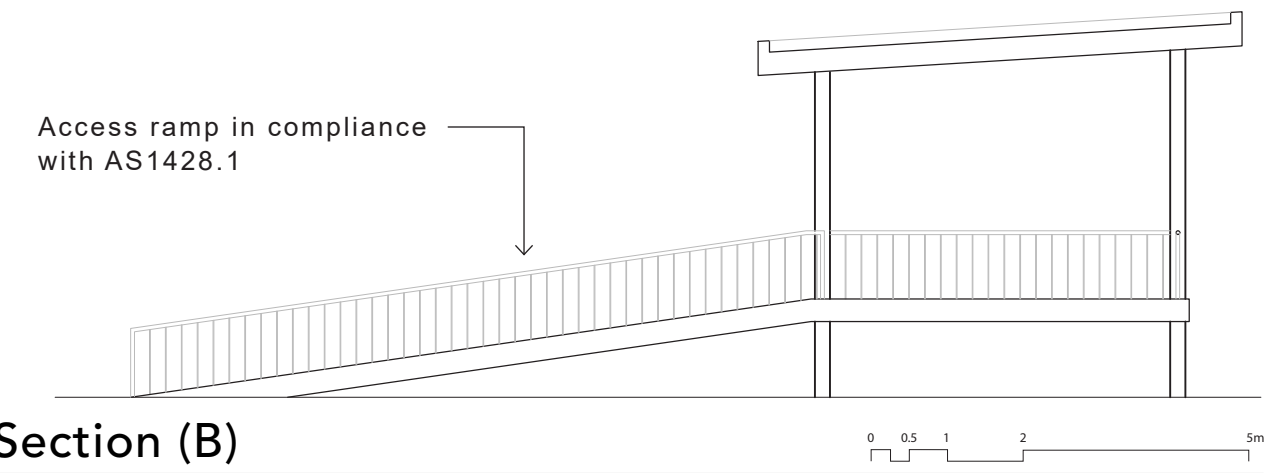 Access ramp in compliance
with AS1428.1
Section (B)
0 0.5 1 2 5m